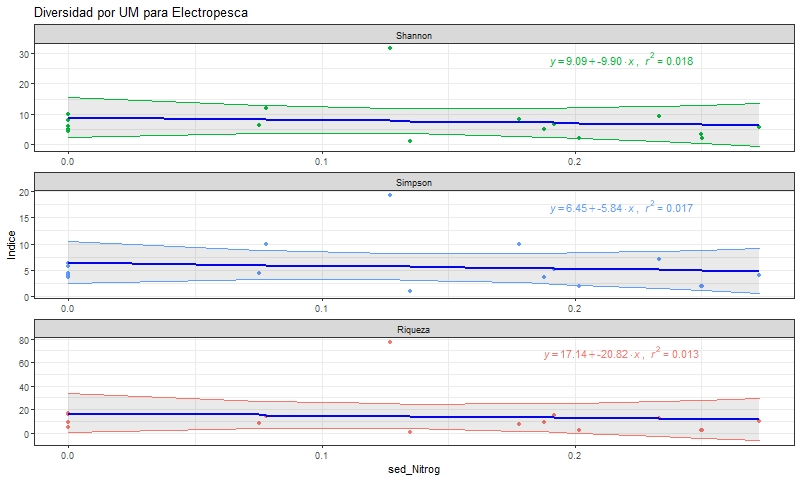 Diversidad por UM para Electropesca
Shannon
y = 9.09 + -9.90 · x ,  r² = 0.018
30
20
10
0
0.0 0.1 0.2
Simpson
y = 6.45 + -5.84 · x ,  r² = 0.017
20
15
10
5
0
0.0 0.1 0.2
Indice
Riqueza
y = 17.14 + -20.82 · x ,  r² = 0.013
80
60
40
20
0
0.0 0.1 0.2
sed_Nitrog